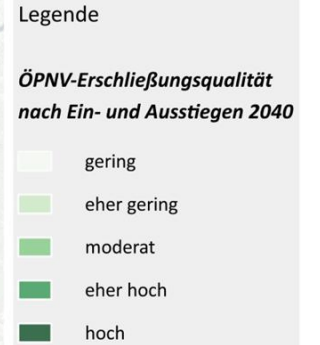 Legende
ÖPNV-Erschließungsqualität
nach Ein- und Ausstiegen 2040
gering
eher gering
moderat
eher hoch
hoch